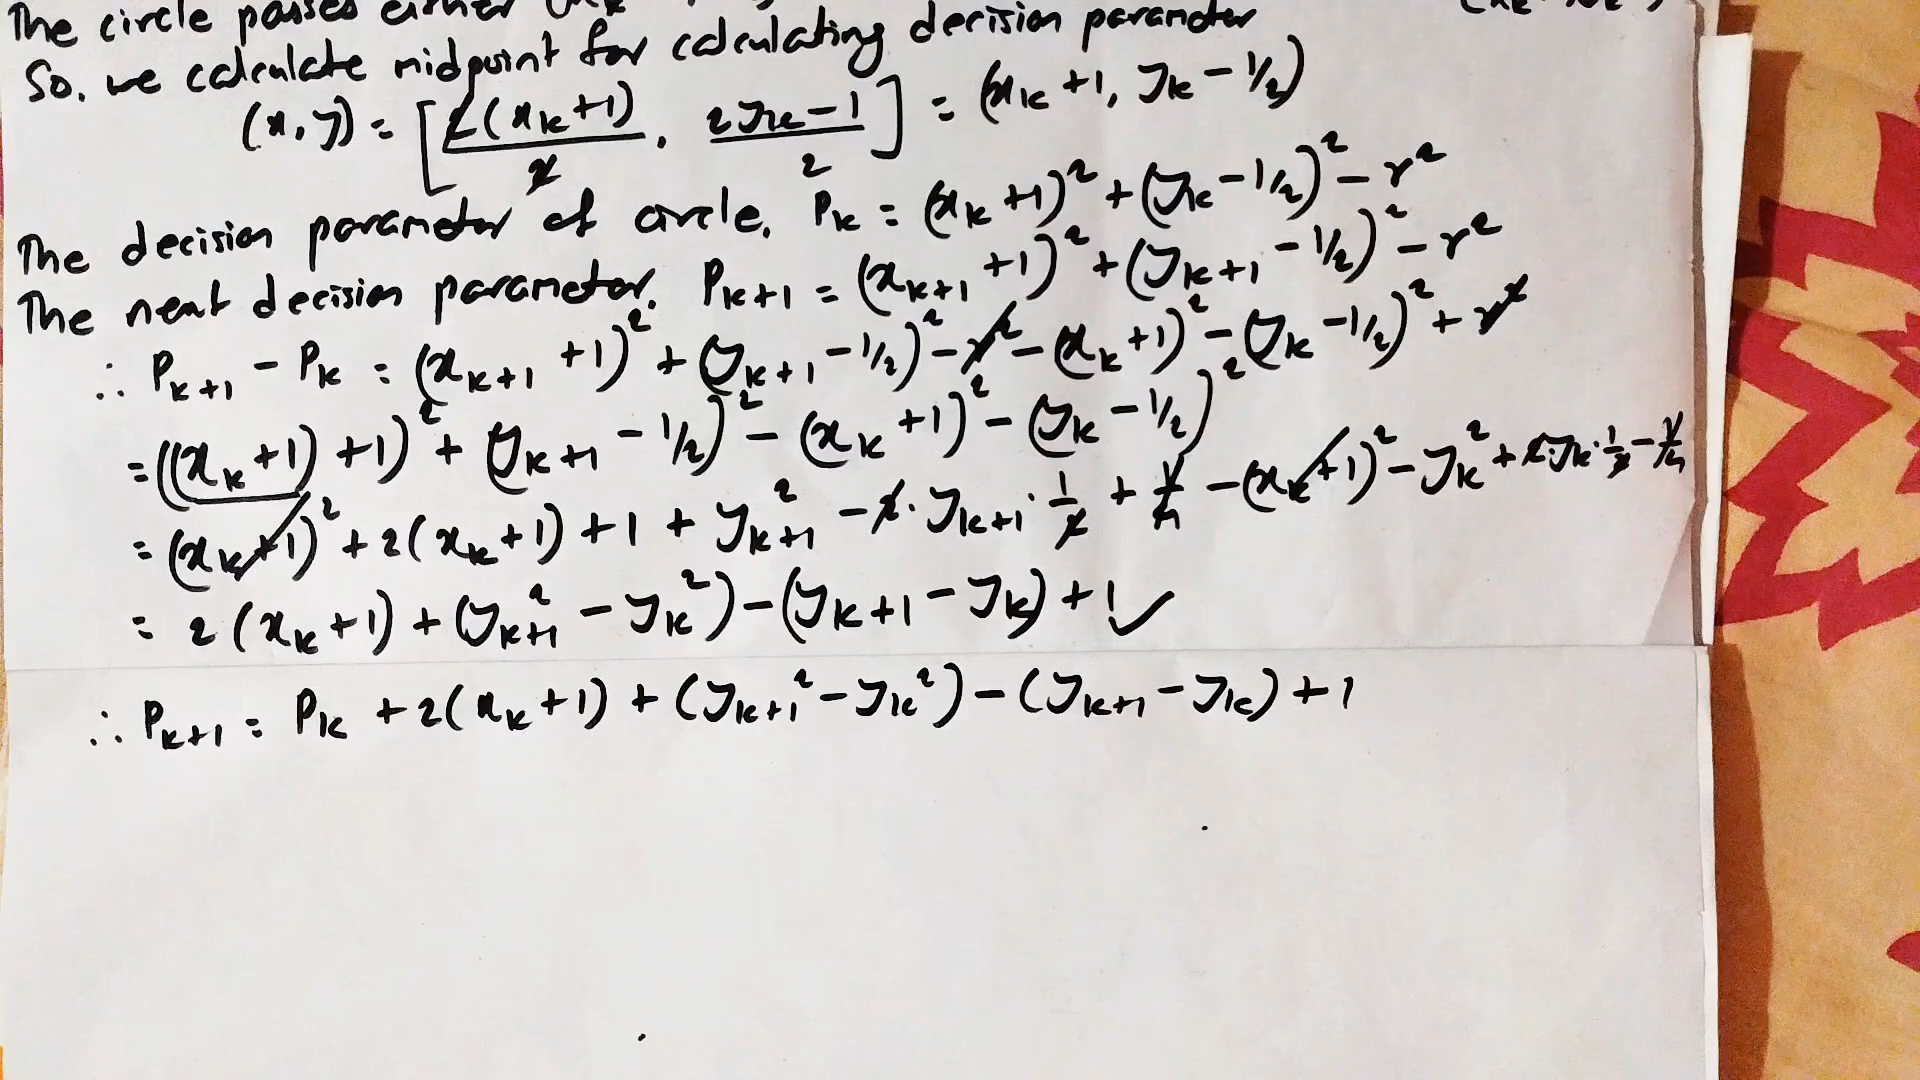 The circle passes either
So, we calculate midpoint for calculating decision parameter
(x, y) = [2(xk+1)/2, 2yk−1/2] = (xk+1, yk−1/2)
The decision parameter of circle, Pk = (xk+1)² + (yk−1/2)² − r²
The next decision parameter, Pk+1 = (xk+1 +1)² + (yk+1 −1/2)² − r²
∴ Pk+1 − Pk = (xk+1 +1)² + (yk+1 −1/2)² − r² − (xk+1)² − (yk −1/2)² + r²
= ((xk+1)+1)² + (yk+1 −1/2)² − (xk+1)² − (yk −1/2)²
= (xk+1)² + 2(xk+1) + 1 + yk+1² − 2·yk+1·1/2 + 1/4 − (xk+1)² − yk² + 2·yk·1/2 − 1/4
= 2(xk+1) + (yk+1² − yk²) − (yk+1 − yk) + 1 ✓
∴ Pk+1 = Pk + 2(xk+1) + (yk+1² − yk²) − (yk+1 − yk) + 1